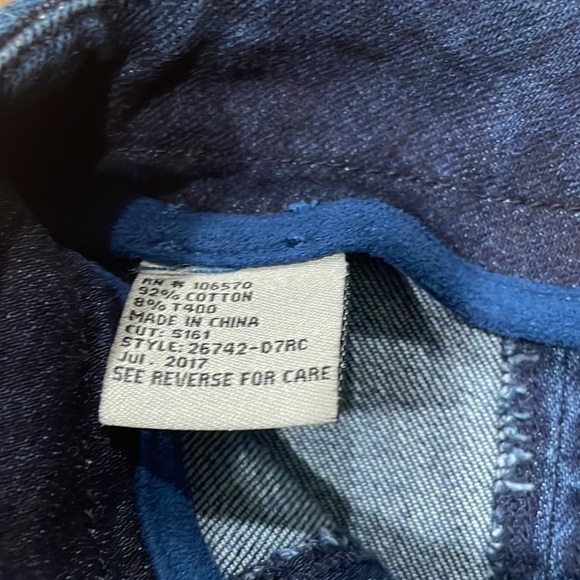 RN # 106570
92% COTTON
8% T400
MADE IN CHINA
CUT: 5161
STYLE: 26742-07RC
Jul. 2017
SEE REVERSE FOR CARE